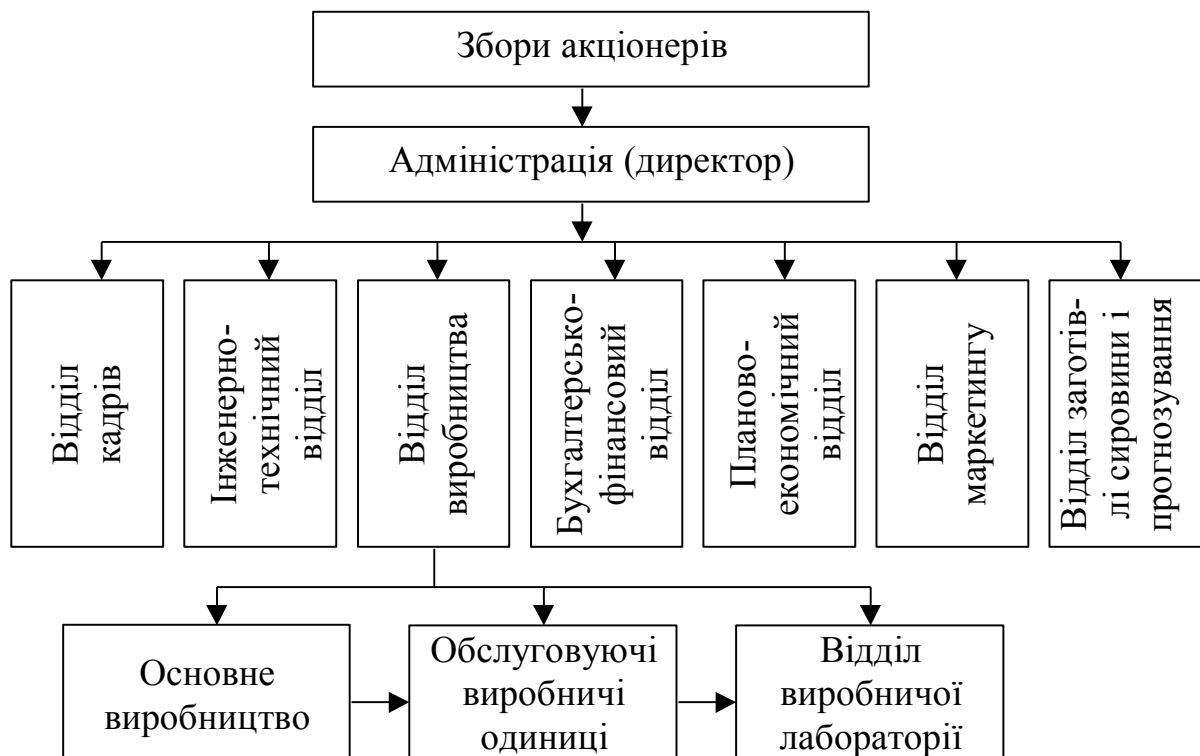 Збори акціонерів
Адміністрація (директор)
Відділ
кадрів
Інженерно-
технічний
відділ
Відділ
виробництва
Бухгалтерсько-
фінансовий
відділ
Планово-
економічний
відділ
Відділ
маркетингу
Відділ заготів-
лі сировини і
прогнозування
Основне
виробництво
Обслуговуючі
виробничі
одиниці
Відділ
виробничої
лабораторії